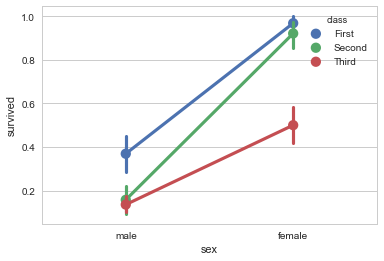 1.0
0.8
0.6
0.4
0.2
survived
class
First
Second
Third
male
female
sex